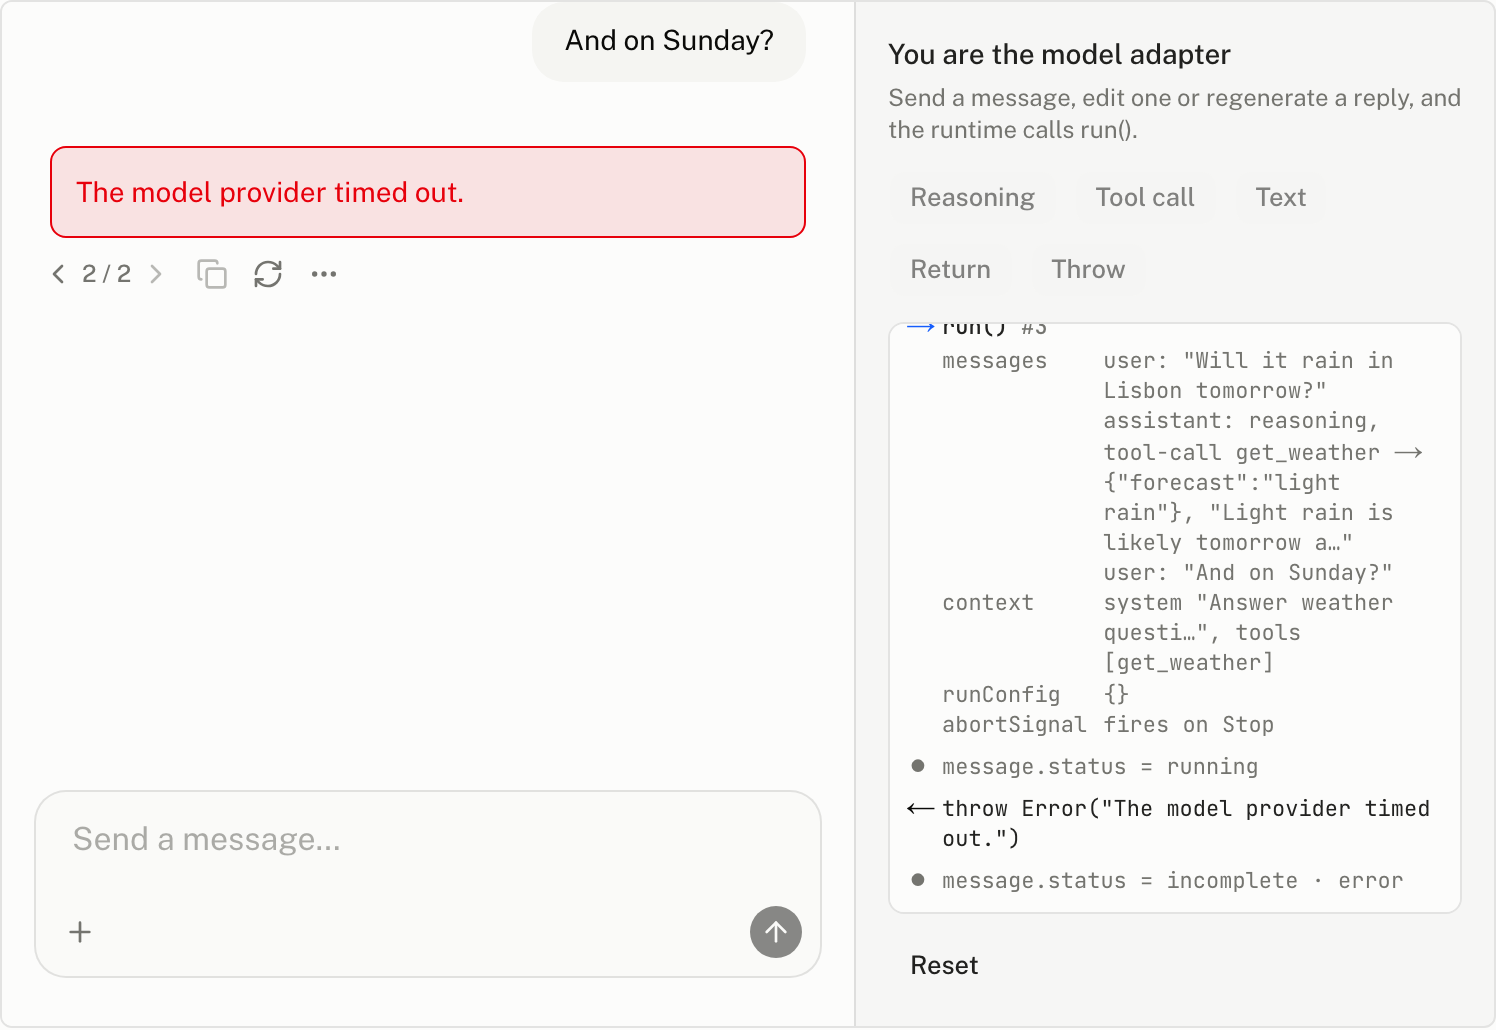 And on Sunday?
The model provider timed out.
2 / 2
Send a message...
You are the model adapter
Send a message, edit one or regenerate a reply, and
the runtime calls run().
Reasoning Tool call Text
Return Throw
→ run() #3
messages user: "Will it rain in
Lisbon tomorrow?"
assistant: reasoning,
tool-call get_weather →
{"forecast":"light
rain"}, "Light rain is
likely tomorrow a…"
user: "And on Sunday?"
context system "Answer weather
questi…", tools
[get_weather]
runConfig {}
abortSignal fires on Stop
● message.status = running
← throw Error("The model provider timed
out.")
● message.status = incomplete · error
Reset